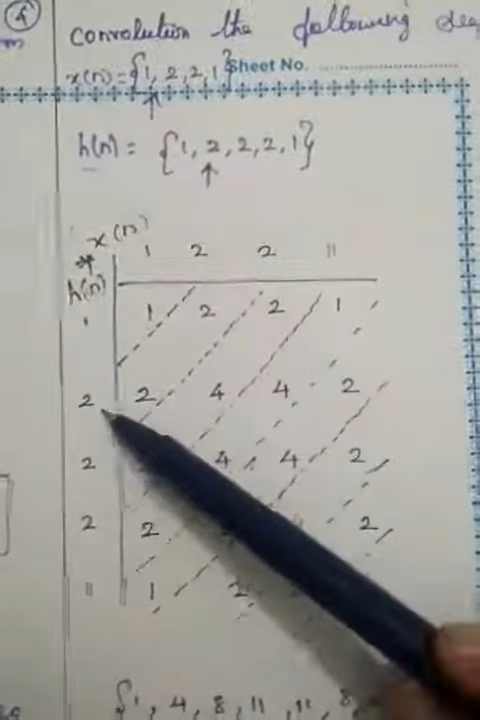 4
convolution the following
x(n) = {1, 2, 2, 1}
Sheet No.
h(n) = {1, 2, 2, 2, 1}
x(n) 1 2 2 1
*
h(n)
1 1 2 2 1
2 2 4 4 2
2 4 4 2
2 2 2
1 1 2
{1, 4, 8, 11, 11, 8,